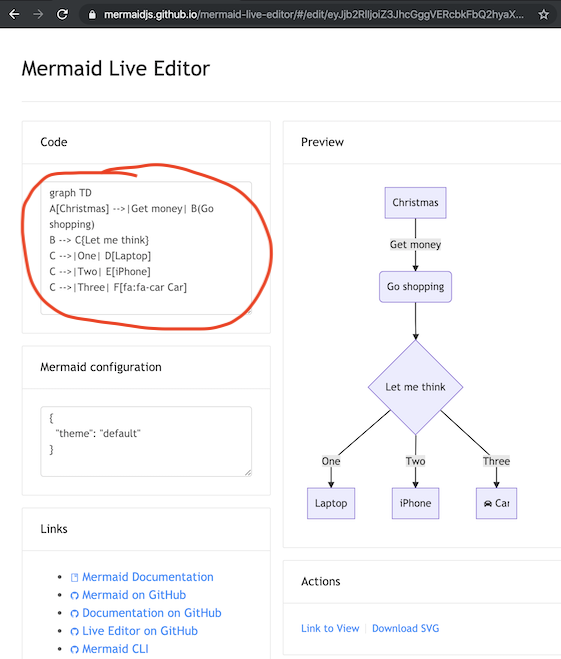 mermaidjs.github.io/mermaid-live-editor/#/edit/eyJjb2RlIjoiZ3JhcGggVERcbkFbQ2hyaX...
Mermaid Live Editor
Code
graph TD
A[Christmas] -->|Get money| B(Go
shopping)
B --> C{Let me think}
C -->|One| D[Laptop]
C -->|Two| E[iPhone]
C -->|Three| F[fa:fa-car Car]
Mermaid configuration
{
"theme": "default"
}
Links
Mermaid Documentation
Mermaid on GitHub
Documentation on GitHub
Live Editor on GitHub
Mermaid CLI
Preview
Christmas
Get money
Go shopping
Let me think
One Two Three
Laptop iPhone Car
Actions
Link to View Download SVG